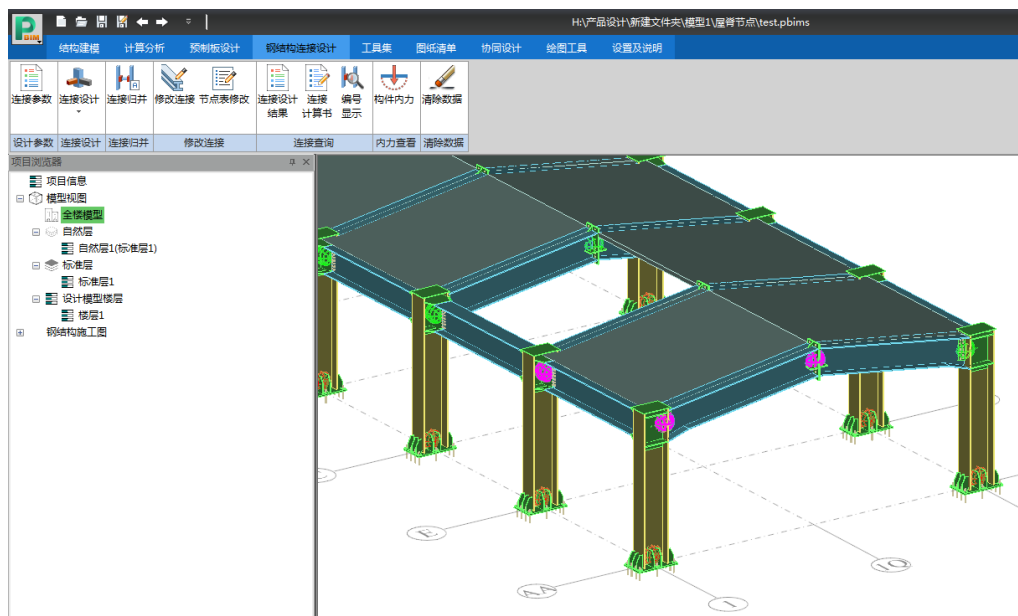 H:\产品设计\新建文件夹\模型1\屋脊节点\test.pbims
PBIM
结构建模 计算分析 预制板设计 钢结构连接设计 工具集 图纸清单 协同设计 绘图工具 设置及说明
连接参数 连接设计 连接归并 修改连接 节点表修改 连接设计结果 连接计算书 编号显示 构件内力 清除数据
设计参数 连接设计 连接归并 修改连接 连接查询 内力查看 清除数据
项目浏览器
项目信息
模型视图
全楼模型
自然层
自然层1(标准层1)
标准层
标准层1
设计模型楼层
楼层1
钢结构施工图
E
AA
1
1Q